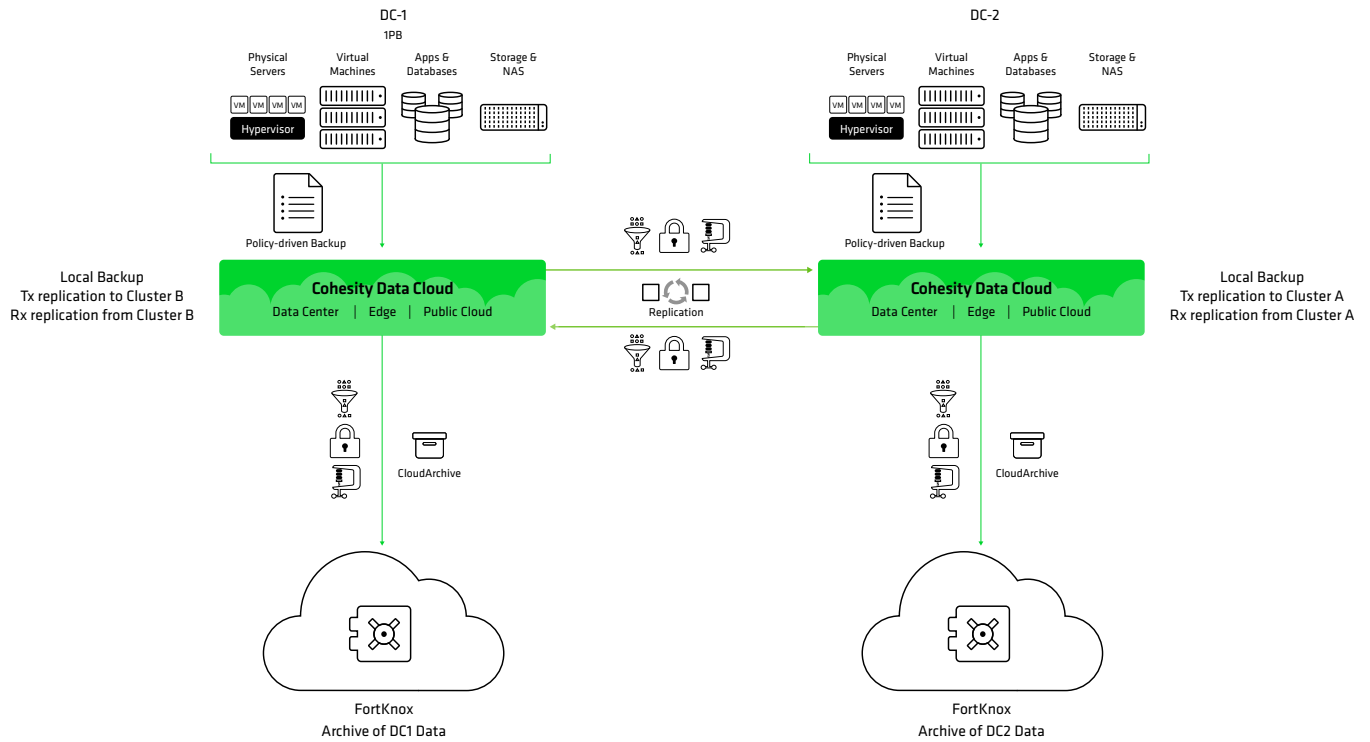 DC-1
1PB
Physical
Servers
Virtual
Machines
Apps &
Databases
Storage &
NAS
VM VM VM VM
Hypervisor
DC-2
Physical
Servers
Virtual
Machines
Apps &
Databases
Storage &
NAS
VM VM VM VM
Hypervisor
Policy-driven Backup
Policy-driven Backup
Local Backup
Tx replication to Cluster B
Rx replication from Cluster B
Cohesity Data Cloud
Data Center | Edge | Public Cloud
Replication
Cohesity Data Cloud
Data Center | Edge | Public Cloud
Local Backup
Tx replication to Cluster A
Rx replication from Cluster A
CloudArchive
CloudArchive
FortKnox
Archive of DC1 Data
FortKnox
Archive of DC2 Data